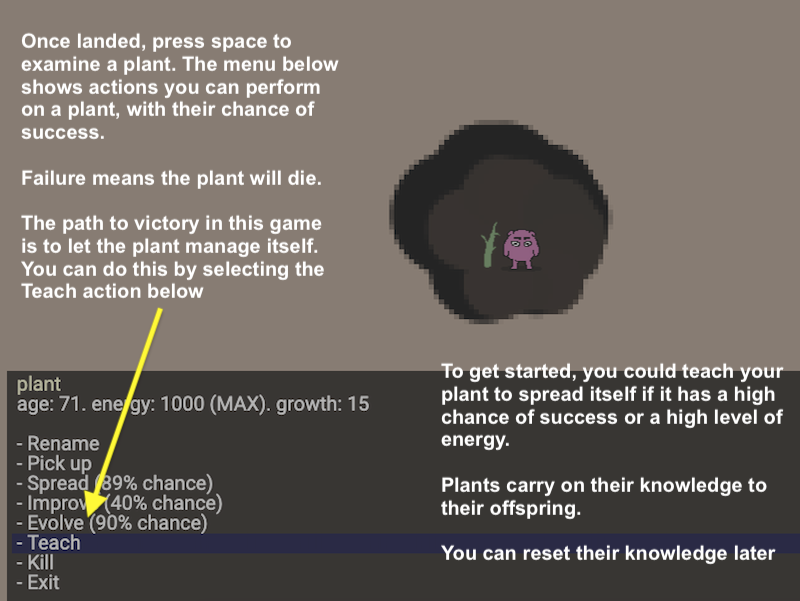 Once landed, press space to
examine a plant. The menu below
shows actions you can perform
on a plant, with their chance of
success.
Failure means the plant will die.
The path to victory in this game
is to let the plant manage itself.
You can do this by selecting the
Teach action below
plant
age: 71. energy: 1000 (MAX). growth: 15
- Rename
- Pick up
- Spread (89% chance)
- Improve (40% chance)
- Evolve (90% chance)
- Teach
- Kill
- Exit
To get started, you could teach your
plant to spread itself if it has a high
chance of success or a high level of
energy.
Plants carry on their knowledge to
their offspring.
You can reset their knowledge later